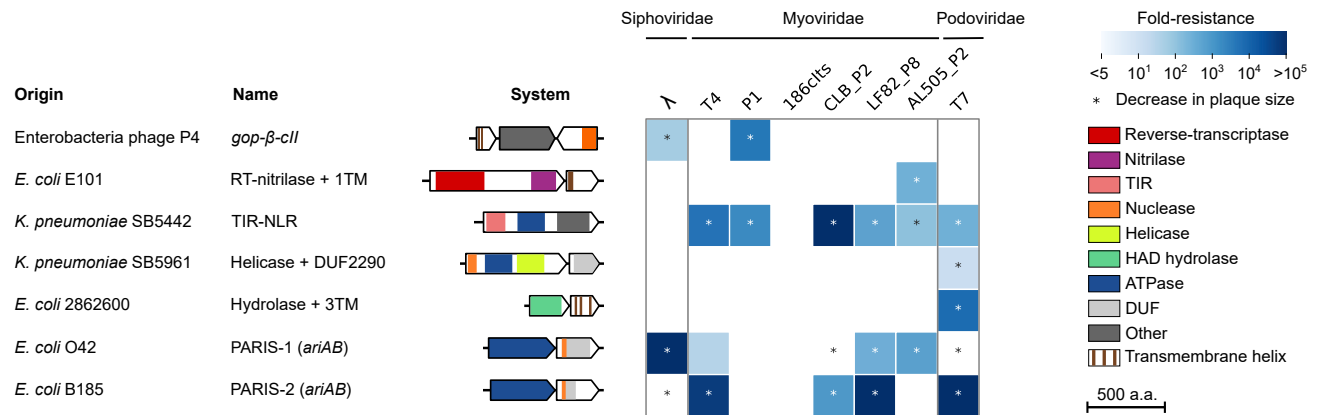 Siphoviridae Myoviridae Podoviridae
Fold-resistance
<5 10¹ 10² 10³ 10⁴ >10⁵
* Decrease in plaque size
λ T4 P1 186clts CLB_P2 LF82_P8 AL505_P2 T7
Origin Name System
Enterobacteria phage P4 gop-β-cII * *
E. coli E101 RT-nitrilase + 1TM *
K. pneumoniae SB5442 TIR-NLR * * * * * *
K. pneumoniae SB5961 Helicase + DUF2290 *
E. coli 2862600 Hydrolase + 3TM *
E. coli O42 PARIS-1 (ariAB) * * * * *
E. coli B185 PARIS-2 (ariAB) * * * * *
Reverse-transcriptase
Nitrilase
TIR
Nuclease
Helicase
HAD hydrolase
ATPase
DUF
Other
Transmembrane helix
500 a.a.